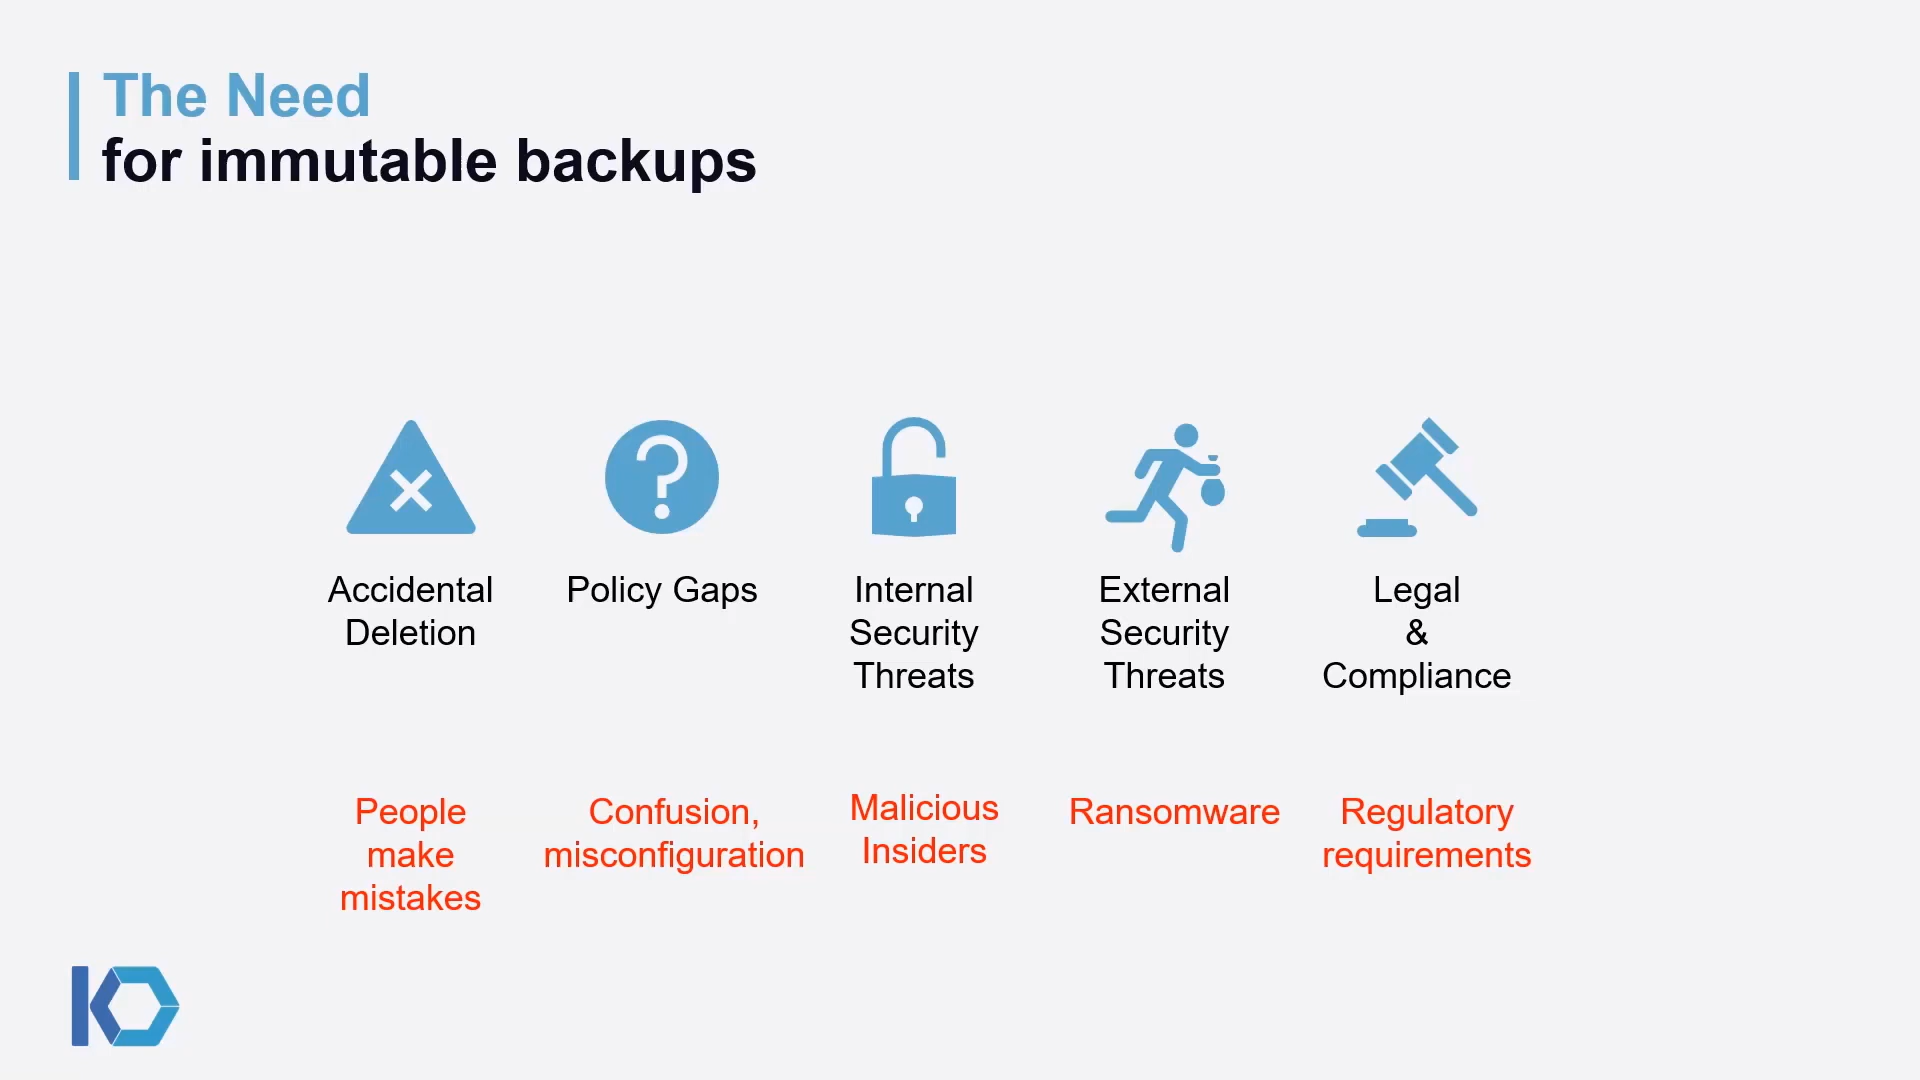 The Need
for immutable backups
Accidental
Deletion
Policy Gaps
Internal
Security
Threats
External
Security
Threats
Legal
&
Compliance
People
make
mistakes
Confusion,
misconfiguration
Malicious
Insiders
Ransomware
Regulatory
requirements